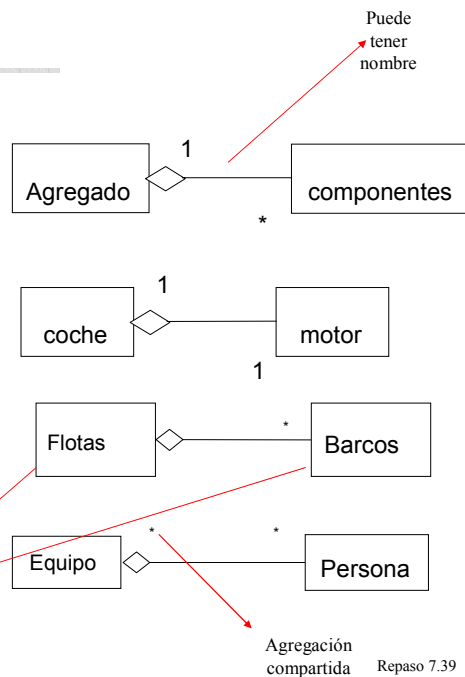 Puede
tener
nombre
1
Agregado
componentes
*
1
coche
motor
1
Flotas
*
Barcos
*
*
Equipo
Persona
Agregación
compartida
Repaso 7.39